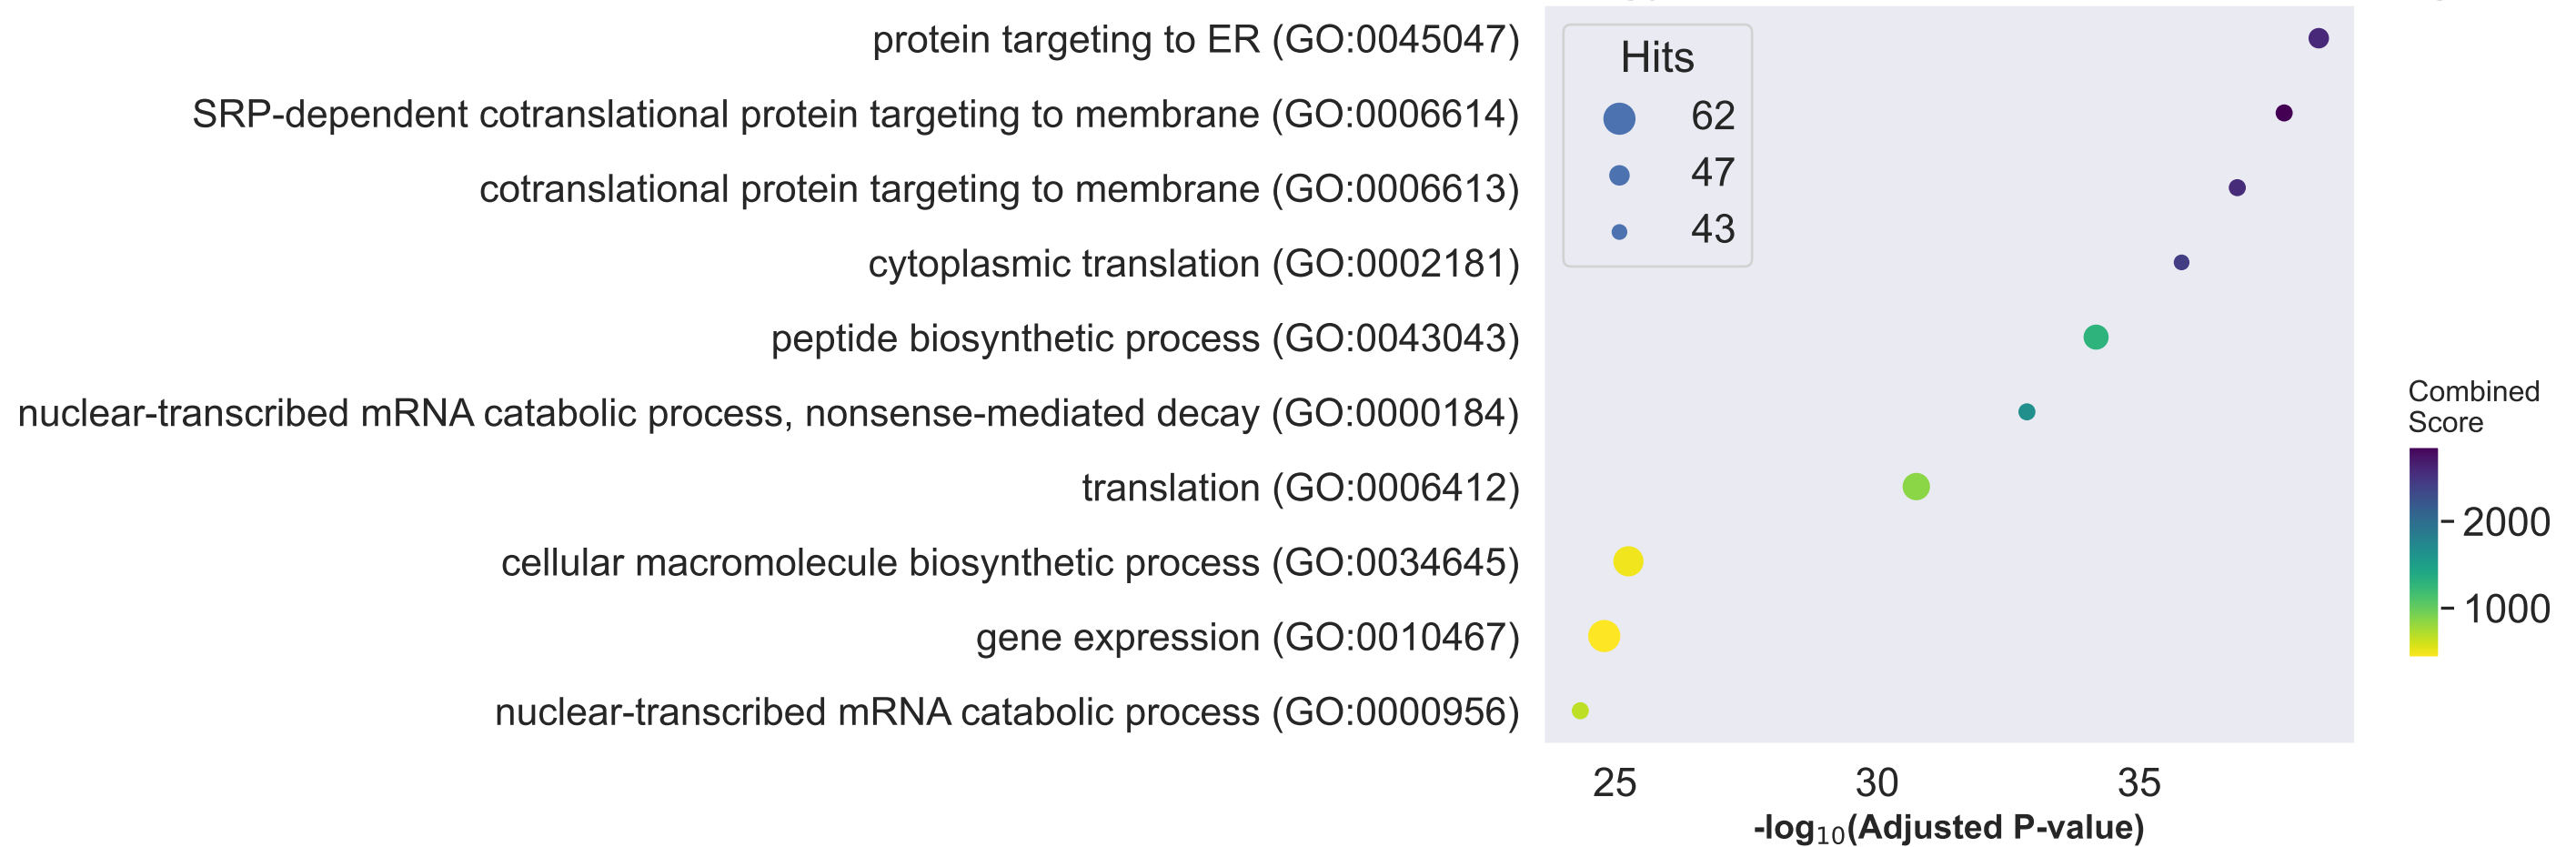 protein targeting to ER (GO:0045047)
SRP-dependent cotranslational protein targeting to membrane (GO:0006614)
cotranslational protein targeting to membrane (GO:0006613)
cytoplasmic translation (GO:0002181)
peptide biosynthetic process (GO:0043043)
nuclear-transcribed mRNA catabolic process, nonsense-mediated decay (GO:0000184)
translation (GO:0006412)
cellular macromolecule biosynthetic process (GO:0034645)
gene expression (GO:0010467)
nuclear-transcribed mRNA catabolic process (GO:0000956)
Hits
62
47
43
Combined
Score
2000
1000
25 30 35
-log₁₀(Adjusted P-value)